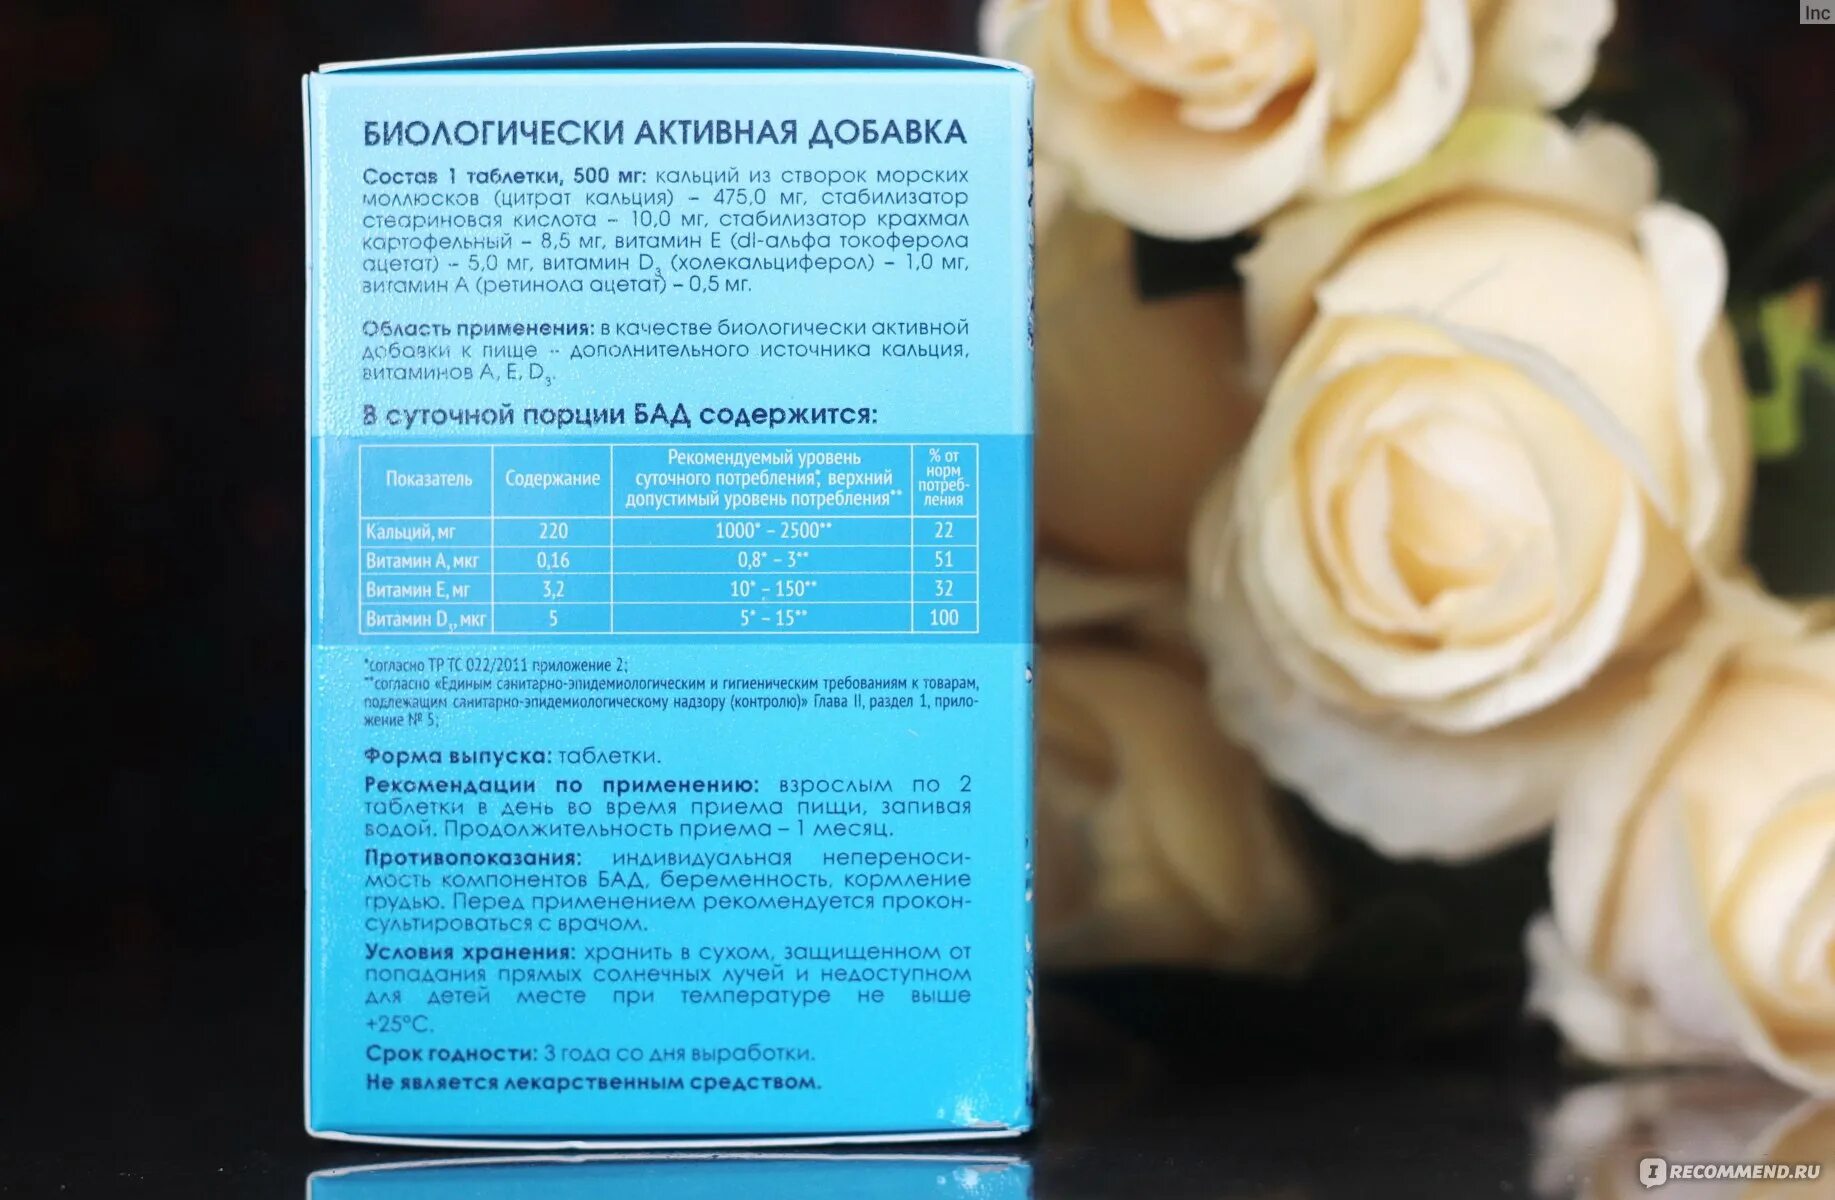 Inc
БИОЛОГИЧЕСКИ АКТИВНАЯ ДОБАВКА
Состав 1 таблетки, 500 мг: кальций из створок морских
моллюсков (цитрат кальция) – 475,0 мг, стабилизатор
стеариновая кислота – 10,0 мг, стабилизатор крахмал
картофельный – 8,5 мг, витамин Е (dl-альфа токоферола
ацетат) – 5,0 мг, витамин D3 (холекальциферол) – 1,0 мг,
витамин А (ретинола ацетат) – 0,5 мг.
Область применения: в качестве биологически активной
добавки к пище – дополнительного источника кальция,
витаминов А, Е, D3.
В суточной порции БАД содержится:
Показатель Содержание Рекомендуемый уровень суточного потребления*, верхний допустимый уровень потребления** % от норм потреб-ления
Кальций, мг 220 1000* – 2500** 22
Витамин А, мкг 0,16 0,8* – 3** 51
Витамин Е, мг 3,2 10* – 150** 32
Витамин D3, мкг 5 5* – 15** 100
*согласно ТР ТС 022/2011 приложение 2;
**согласно «Единым санитарно-эпидемиологическим и гигиеническим требованиям к товарам,
подлежащим санитарно-эпидемиологическому надзору (контролю)» Глава II, раздел 1, прило-
жение № 5;
Форма выпуска: таблетки.
Рекомендации по применению: взрослым по 2
таблетки в день во время приема пищи, запивая
водой. Продолжительность приема – 1 месяц.
Противопоказания: индивидуальная непереноси-
мость компонентов БАД, беременность, кормление
грудью. Перед применением рекомендуется прокон-
сультироваться с врачом.
Условия хранения: хранить в сухом, защищенном от
попадания прямых солнечных лучей и недоступном
для детей месте при температуре не выше
+25°С.
Срок годности: 3 года со дня выработки.
Не является лекарственным средством.
IRECOMMEND.RU